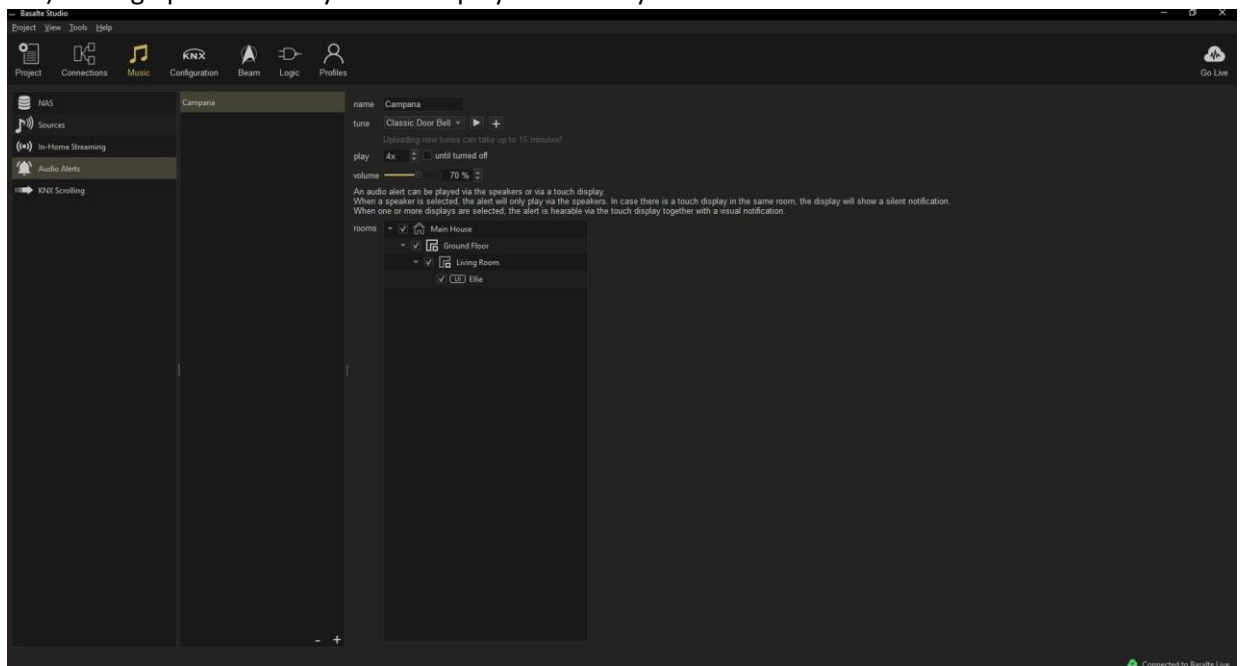 Basalte Studio
Project View Tools Help
Project Connections Music KNX Configuration Beam Logic Profiles Go Live
NAS
Sources
In-Home Streaming
Audio Alerts
KNX Scrolling
Campana
name Campana
tune Classic Door Bell
Uploading new tunes can take up to 15 minutes!
play 4x until turned off
volume 70 %
An audio alert can be played via the speakers or via a touch display.
When a speaker is selected, the alert will only play via the speakers. In case there is a touch display in the same room, the display will show a silent notification.
When one or more displays are selected, the alert is hearable via the touch display together with a visual notification.
rooms Main House
Ground Floor
Living Room
UI Ellie
- +
Connected to Basalte Live